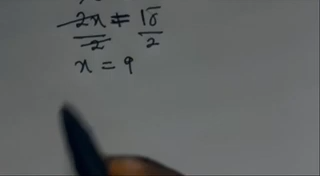 2x = 18
2 2
x = 9